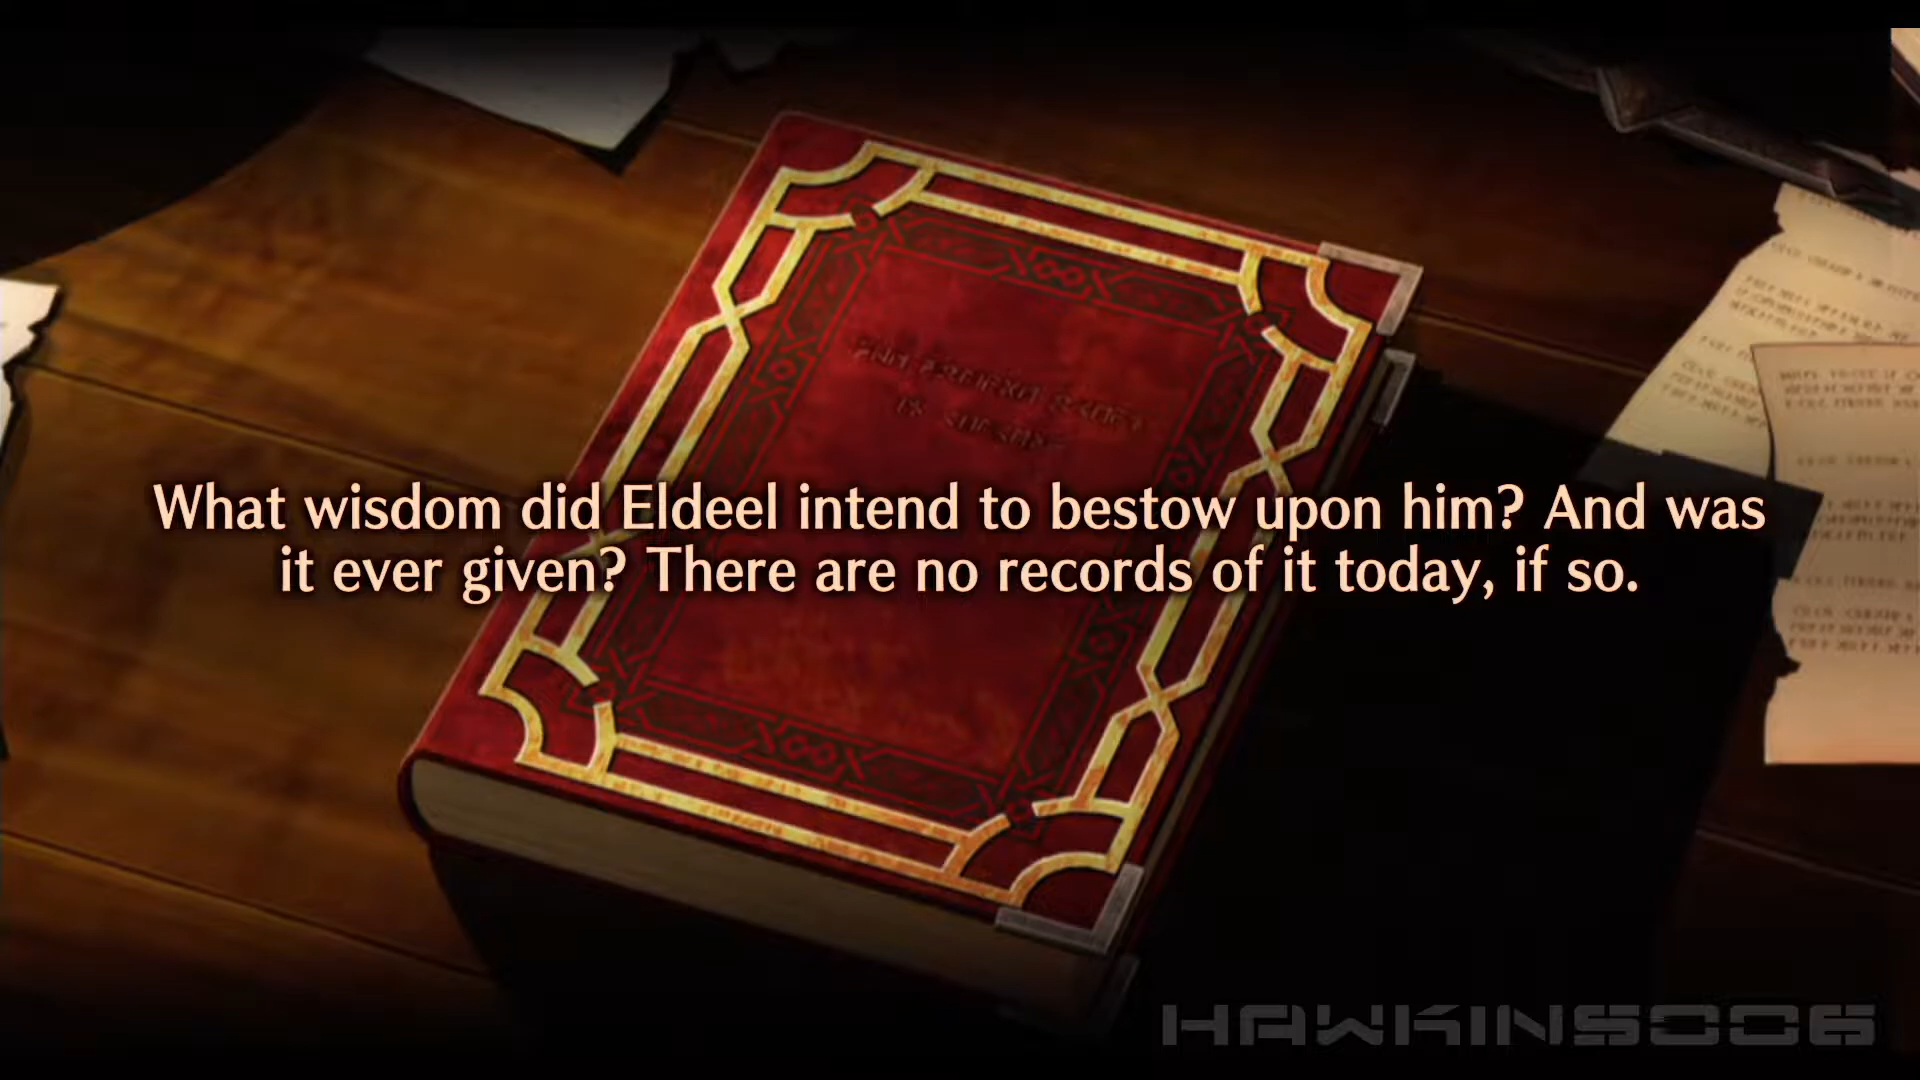 What wisdom did Eldeel intend to bestow upon him? And was
it ever given? There are no records of it today, if so.
HAWKINS006